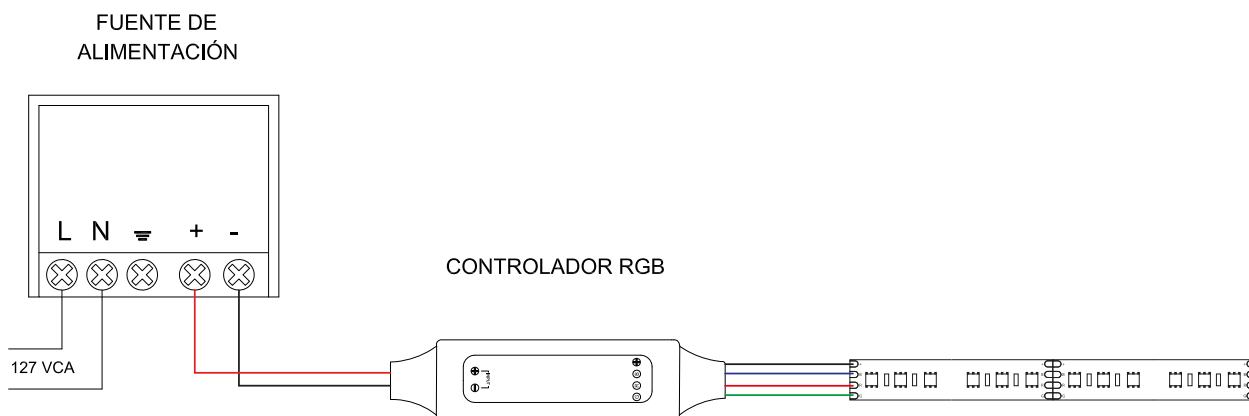 FUENTE DE
ALIMENTACIÓN
L N + -
CONTROLADOR RGB
127 VCA